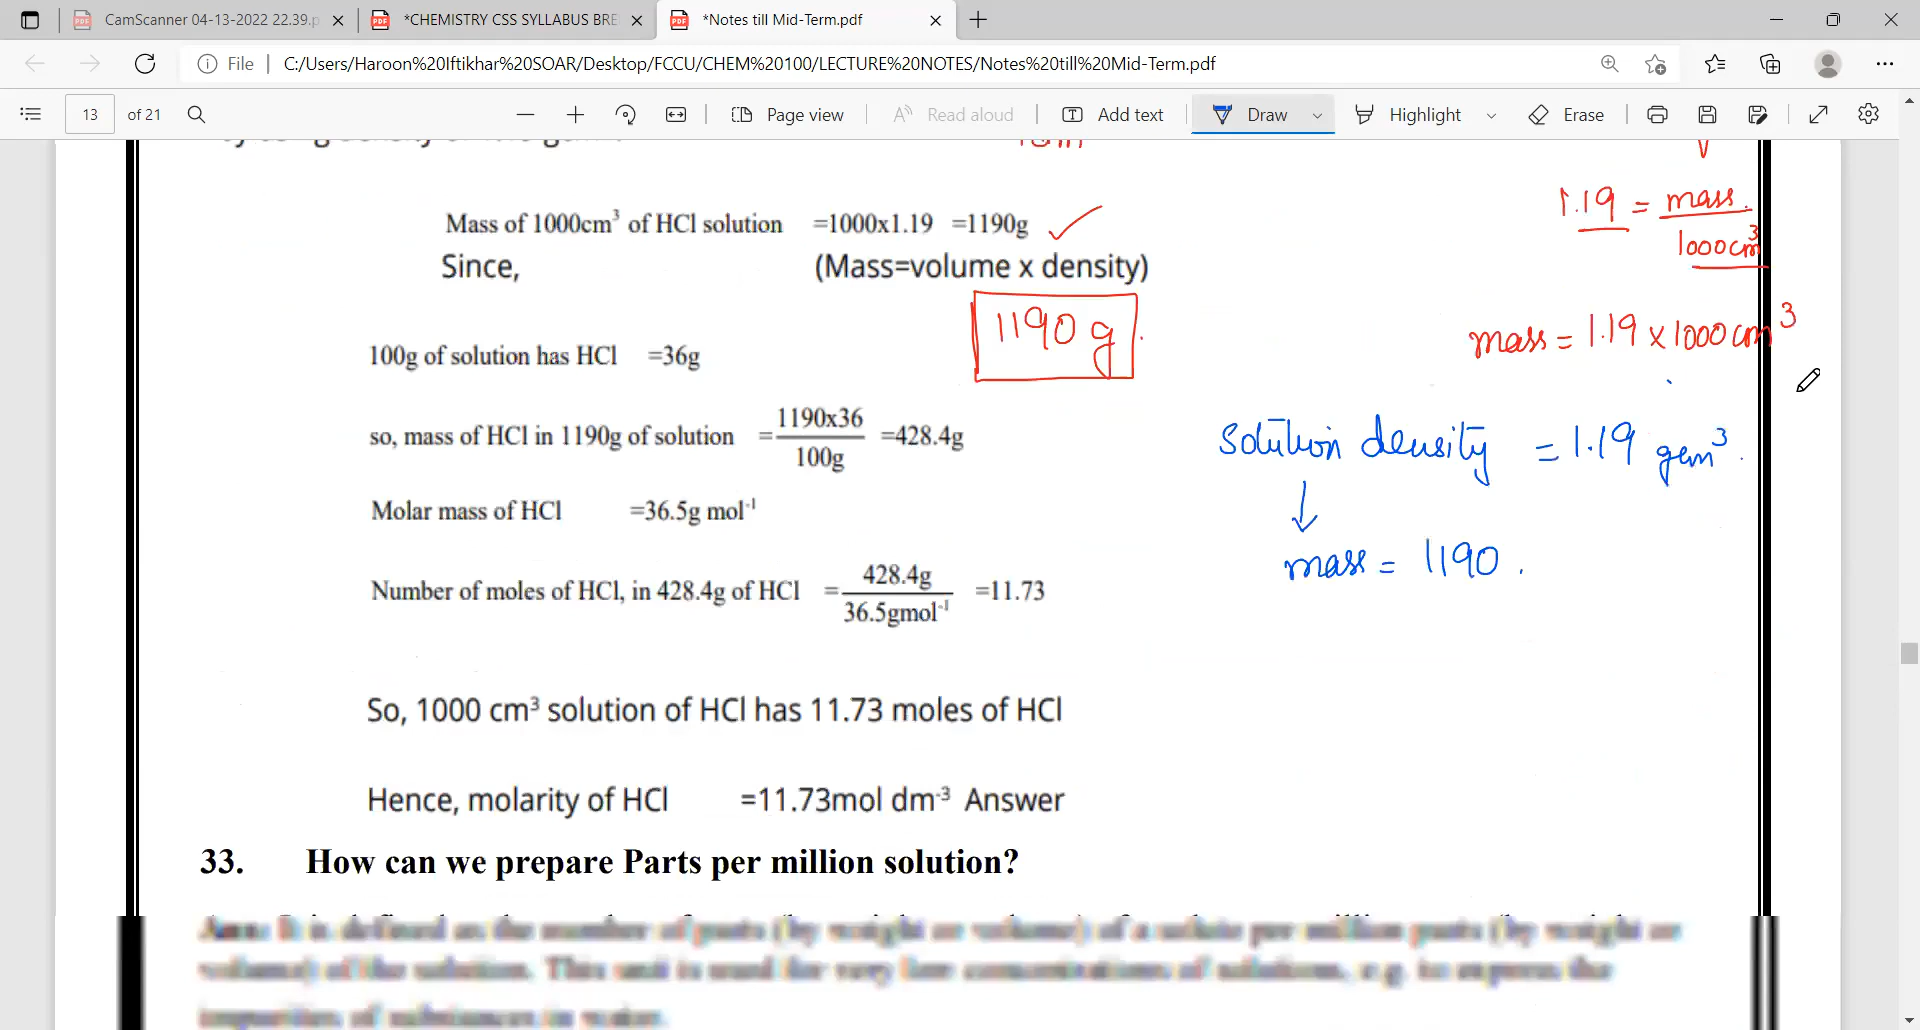 CamScanner 04-13-2022 22.39.p
*CHEMISTRY CSS SYLLABUS BRE
*Notes till Mid-Term.pdf
File
C:/Users/Haroon%20Iftikhar%20SOAR/Desktop/FCCU/CHEM%20100/LECTURE%20NOTES/Notes%20till%20Mid-Term.pdf
13 of 21
Page view
Read aloud
Add text
Draw
Highlight
Erase
Mass of 1000cm³ of HCl solution =1000x1.19 =1190g ✓
Since, (Mass=volume x density)
1190 g
100g of solution has HCl =36g
so, mass of HCl in 1190g of solution = 1190x36 / 100g =428.4g
Molar mass of HCl =36.5g mol⁻¹
Number of moles of HCl, in 428.4g of HCl = 428.4g / 36.5gmol⁻¹ =11.73
So, 1000 cm³ solution of HCl has 11.73 moles of HCl
Hence, molarity of HCl =11.73mol dm⁻³ Answer
1.19 = mass. / 1000cm³
mass = 1.19 x 1000cm³
Solution density = 1.19 gcm³.
↓
mass = 1190.
33. How can we prepare Parts per million solution?